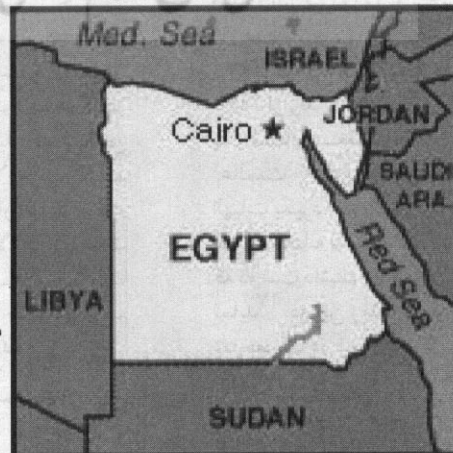 Med. Sea
ISRAEL
Cairo
JORDAN
SAUDI
ARA.
EGYPT
Red Sea
LIBYA
SUDAN